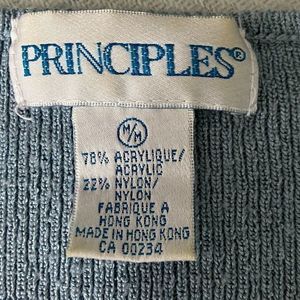 PRINCIPLES®
M/M
78% ACRYLIQUE/
ACRYLIC
22% NYLON/
NYLON
FABRIQUE A
HONG KONG
MADE IN HONG KONG
CA 00234